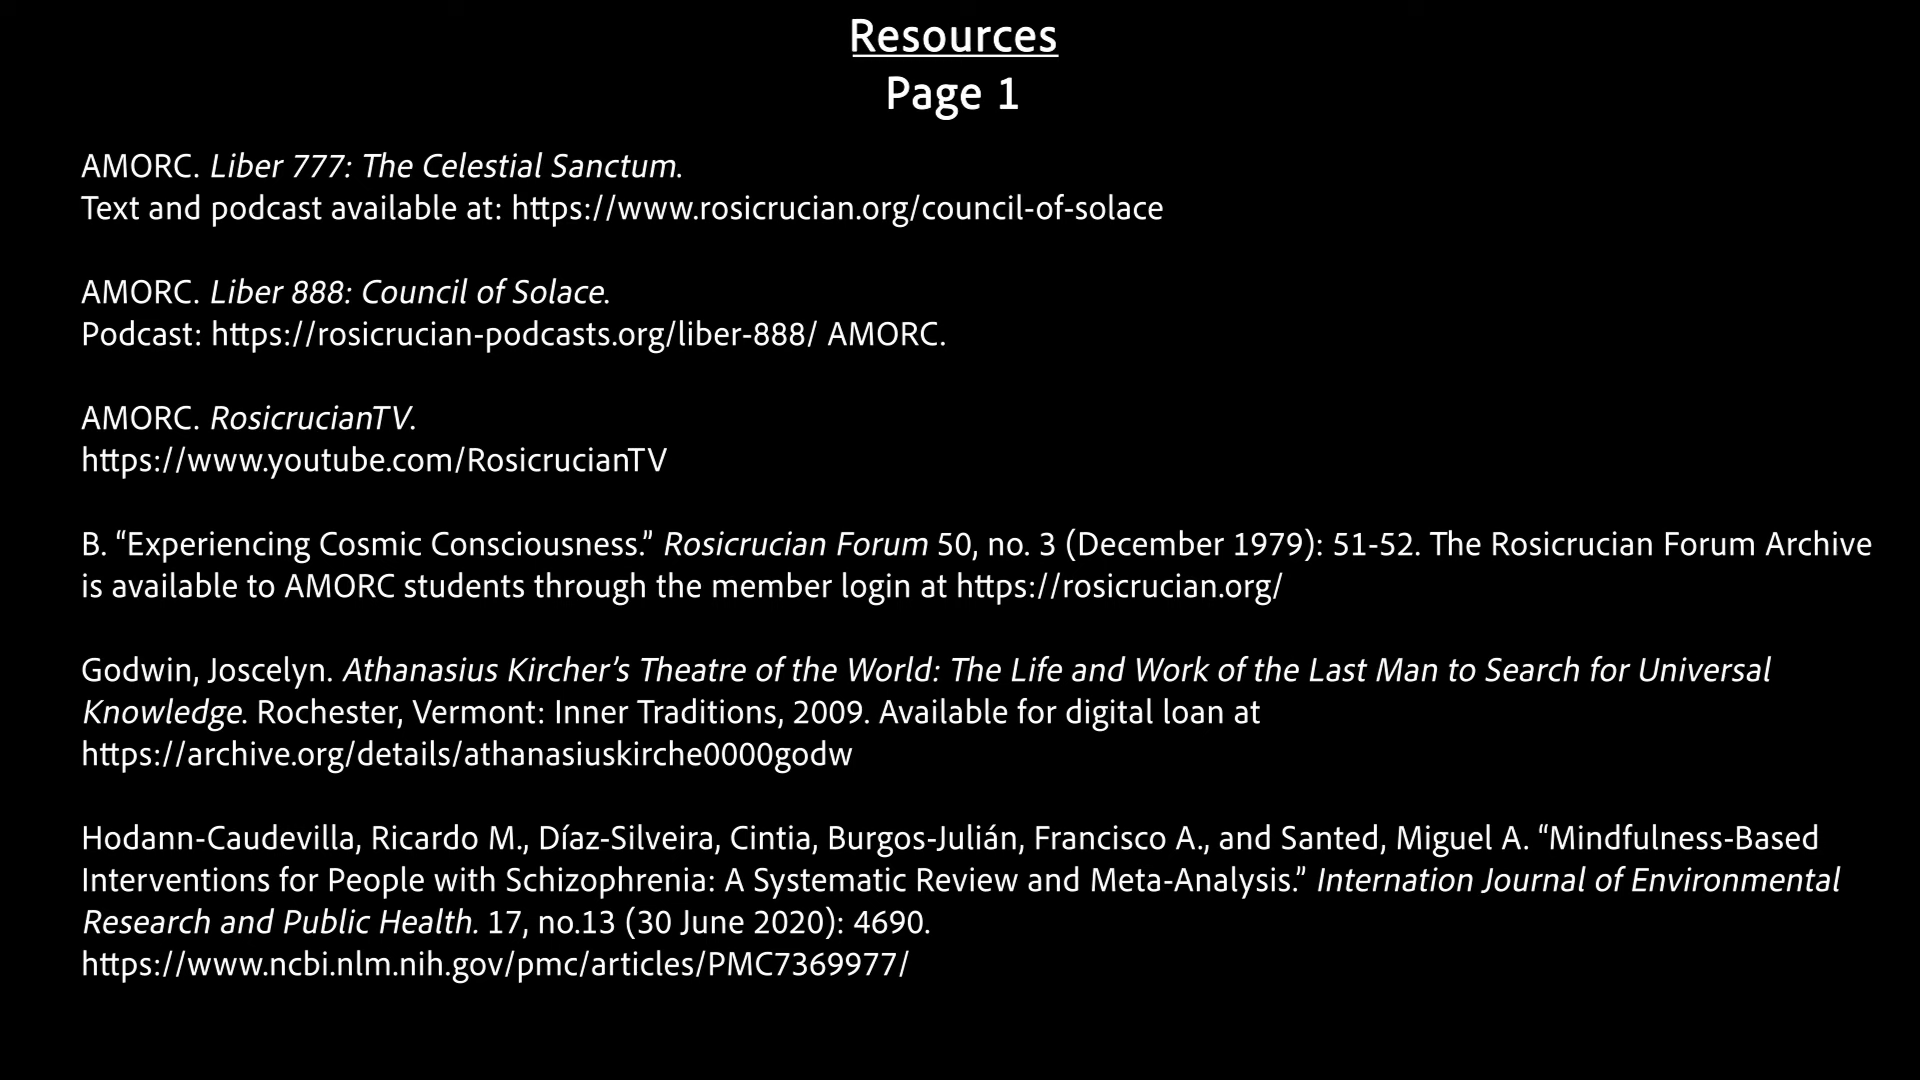 Resources
Page 1
AMORC. Liber 777: The Celestial Sanctum.
Text and podcast available at: https://www.rosicrucian.org/council-of-solace
AMORC. Liber 888: Council of Solace.
Podcast: https://rosicrucian-podcasts.org/liber-888/ AMORC.
AMORC. RosicrucianTV.
https://www.youtube.com/RosicrucianTV
B. “Experiencing Cosmic Consciousness.” Rosicrucian Forum 50, no. 3 (December 1979): 51-52. The Rosicrucian Forum Archive
is available to AMORC students through the member login at https://rosicrucian.org/
Godwin, Joscelyn. Athanasius Kircher’s Theatre of the World: The Life and Work of the Last Man to Search for Universal
Knowledge. Rochester, Vermont: Inner Traditions, 2009. Available for digital loan at
https://archive.org/details/athanasiuskirche0000godw
Hodann-Caudevilla, Ricardo M., Díaz-Silveira, Cintia, Burgos-Julián, Francisco A., and Santed, Miguel A. “Mindfulness-Based
Interventions for People with Schizophrenia: A Systematic Review and Meta-Analysis.” Internation Journal of Environmental
Research and Public Health. 17, no.13 (30 June 2020): 4690.
https://www.ncbi.nlm.nih.gov/pmc/articles/PMC7369977/